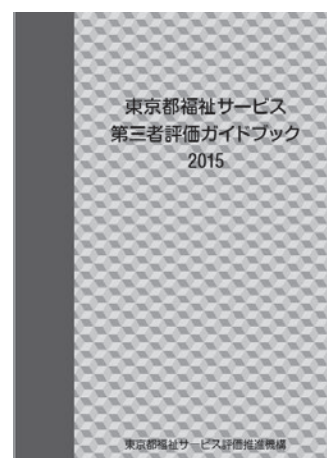 東京都福祉サービス
第三者評価ガイドブック
2015
東京都福祉サービス評価推進機構